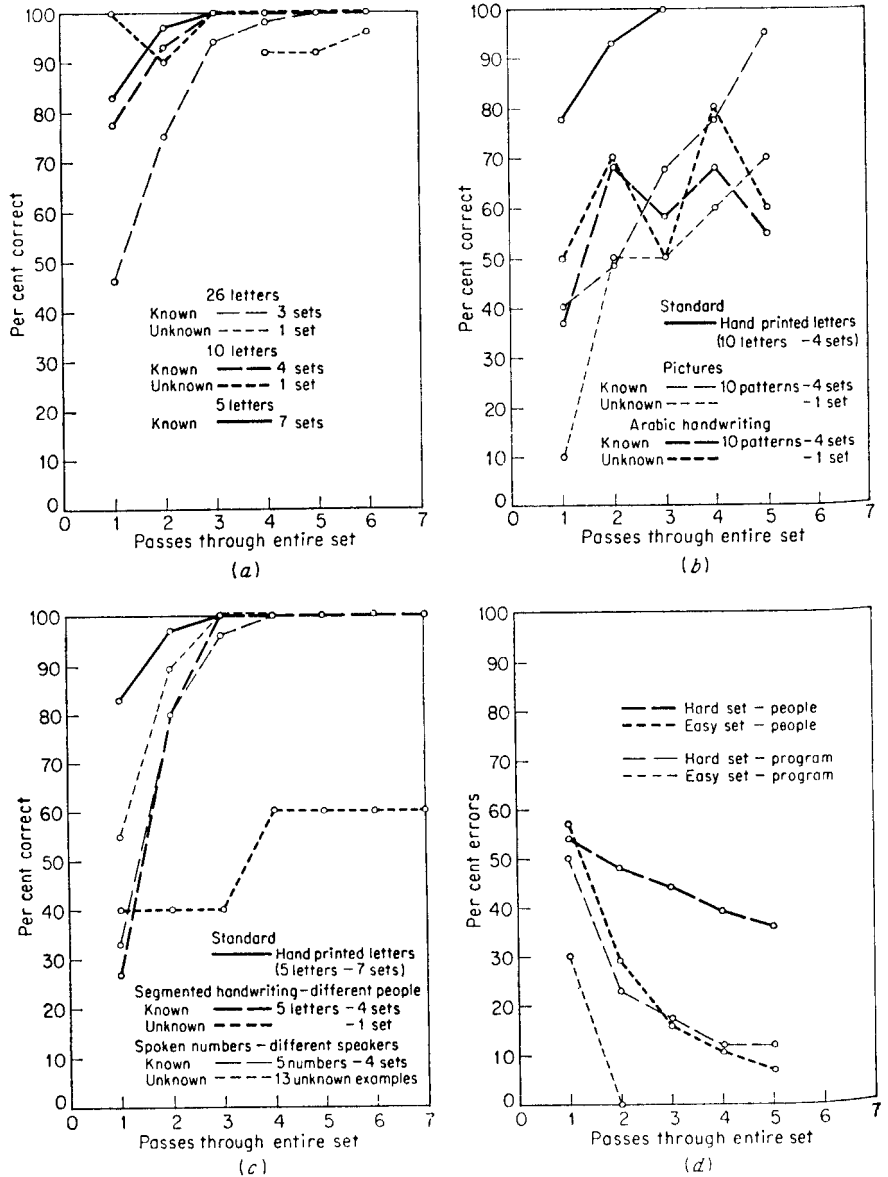 100
90
80
70
60
50
40
30
20
10
0
Per cent correct
26 letters
Known 3 sets
Unknown 1 set
10 letters
Known 4 sets
Unknown 1 set
5 letters
Known 7 sets
0 1 2 3 4 5 6 7
Passes through entire set
(a)
100
90
80
70
60
50
40
30
20
10
0
Per cent correct
Standard
Hand printed letters
(10 letters - 4 sets)
Pictures
Known 10 patterns - 4 sets
Unknown - 1 set
Arabic handwriting
Known 10 patterns - 4 sets
Unknown - 1 set
0 1 2 3 4 5 6 7
Passes through entire set
(b)
100
90
80
70
60
50
40
30
20
10
0
Per cent correct
Standard
Hand printed letters
(5 letters - 7 sets)
Segmented handwriting - different people
Known 5 letters - 4 sets
Unknown - 1 set
Spoken numbers - different speakers
Known 5 numbers - 4 sets
Unknown 13 unknown examples
0 1 2 3 4 5 6 7
Passes through entire set
(c)
100
90
80
70
60
50
40
30
20
10
0
Per cent errors
Hard set - people
Easy set - people
Hard set - program
Easy set - program
0 1 2 3 4 5 6 7
Passes through entire set
(d)